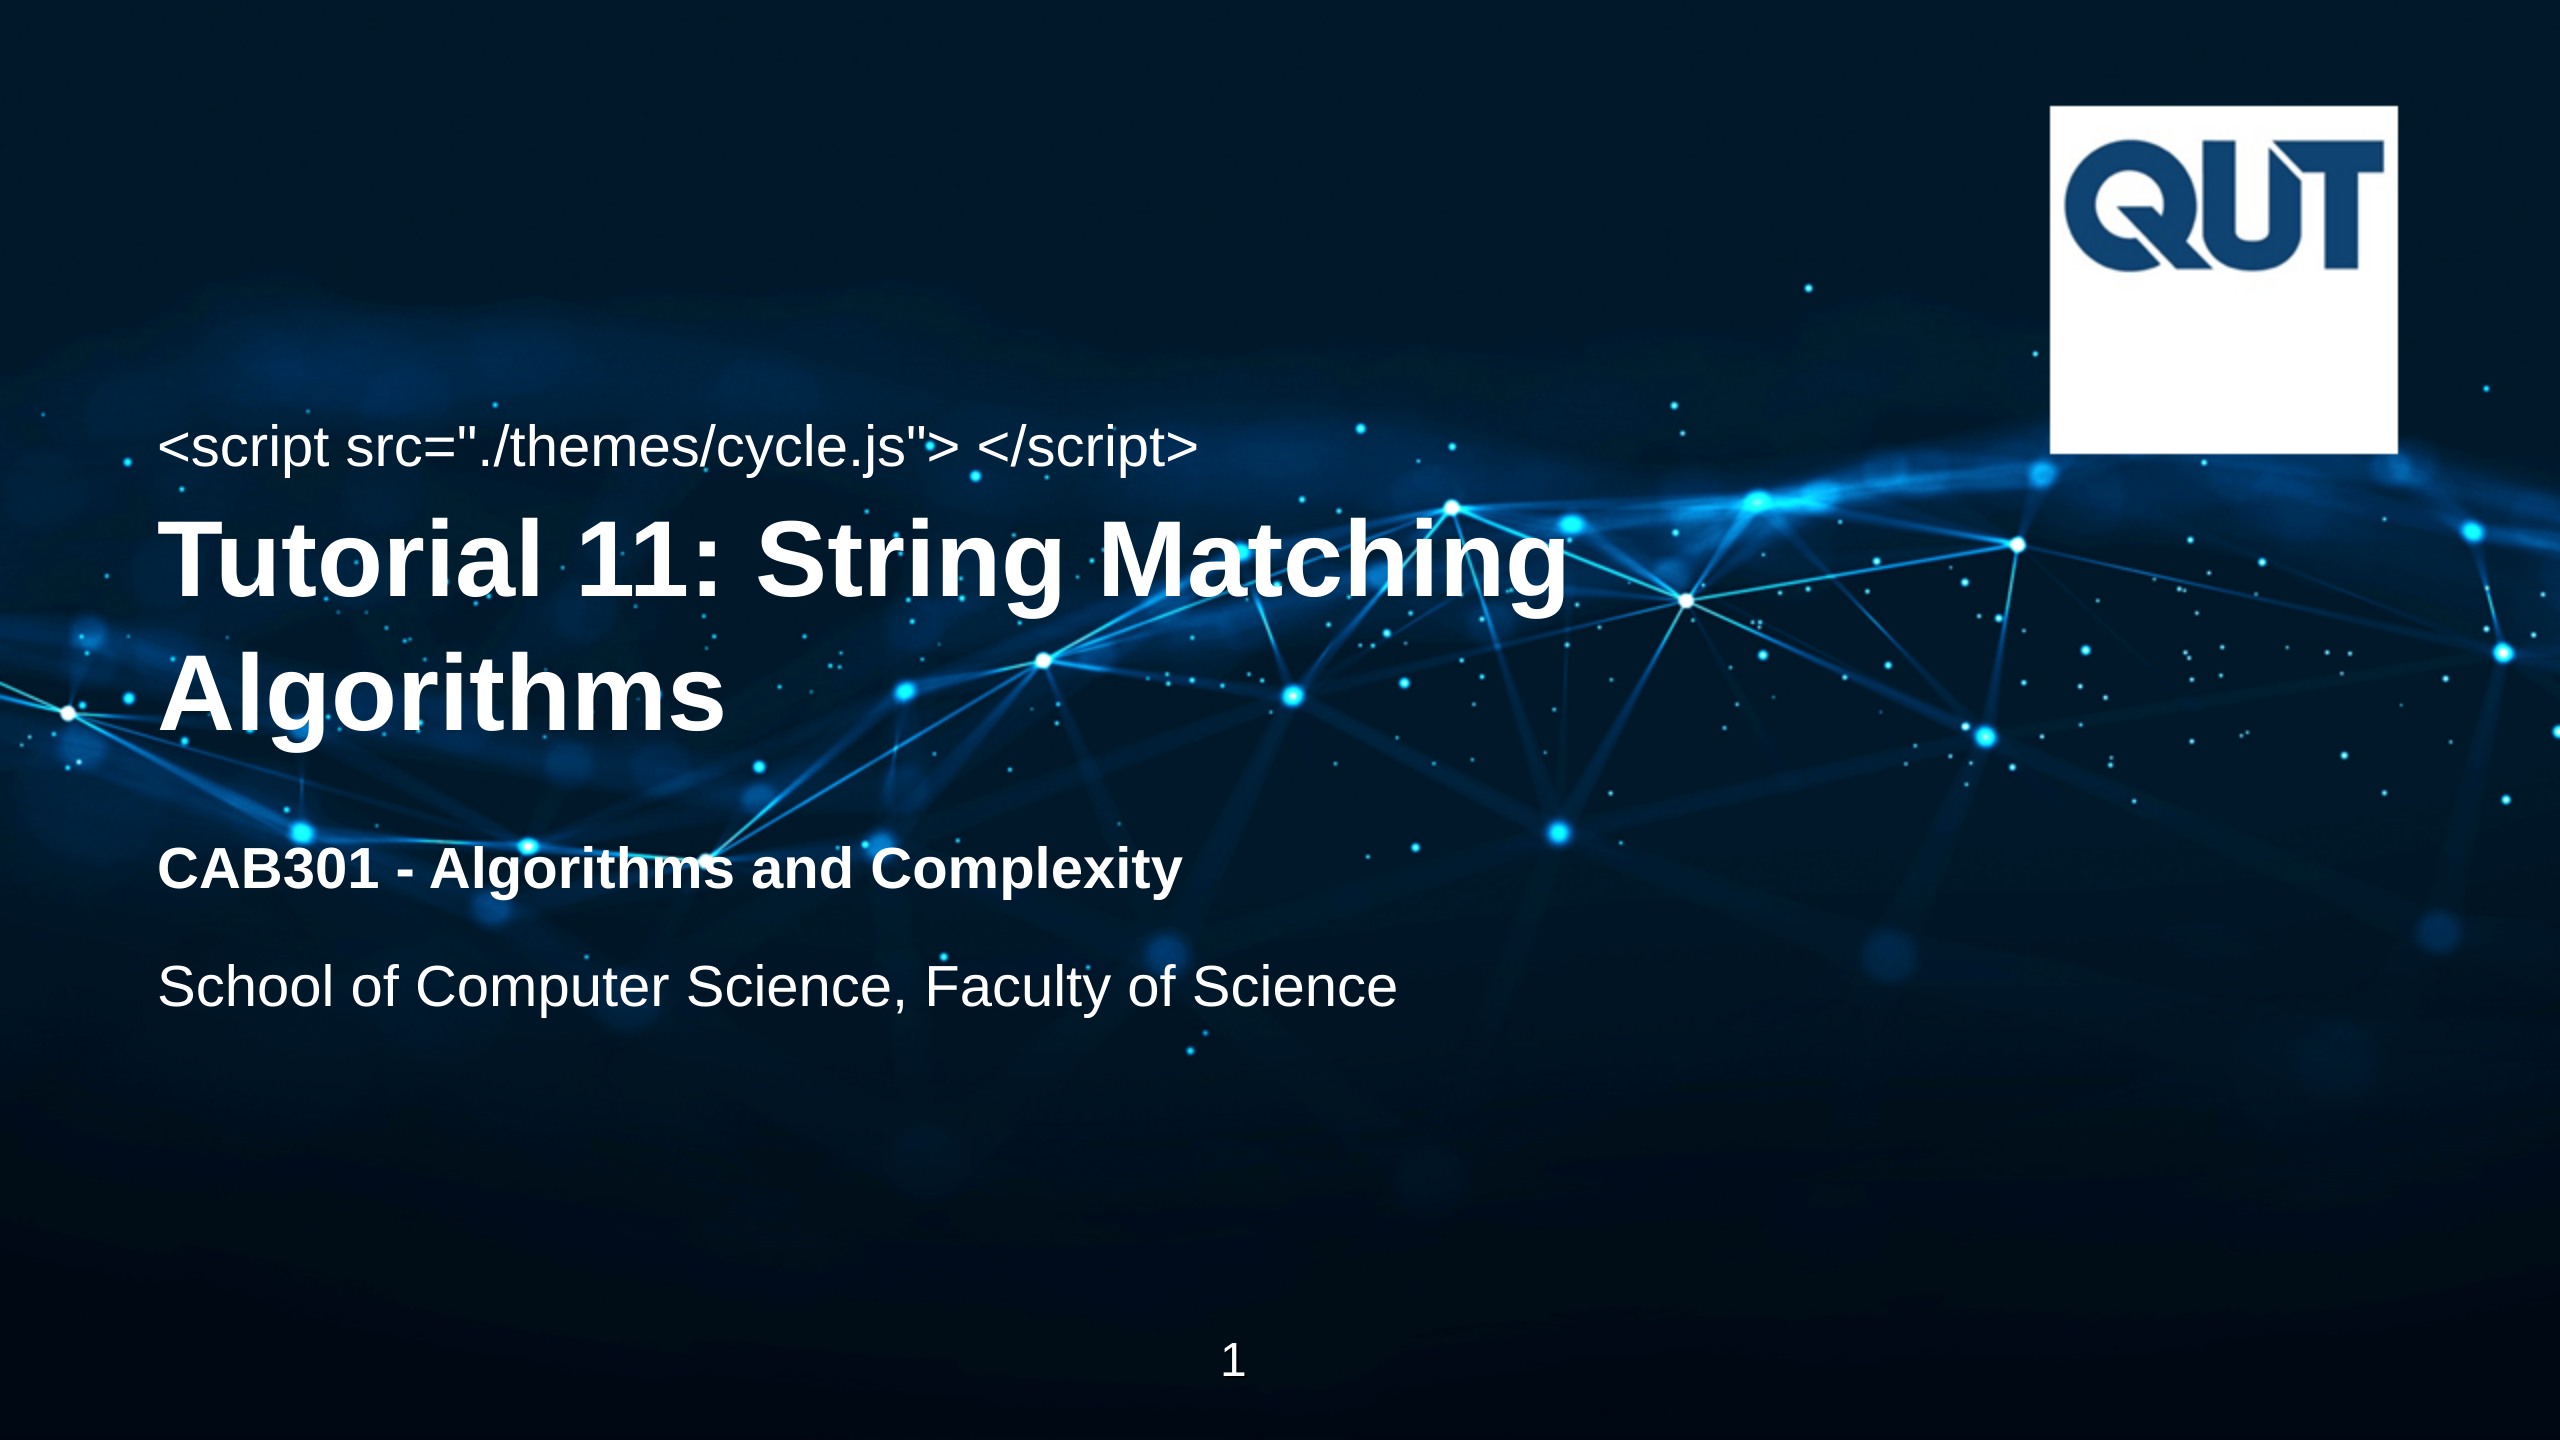 QUT
<script src="./themes/cycle.js"> </script>
Tutorial 11: String Matching
Algorithms
CAB301 - Algorithms and Complexity
School of Computer Science, Faculty of Science
1